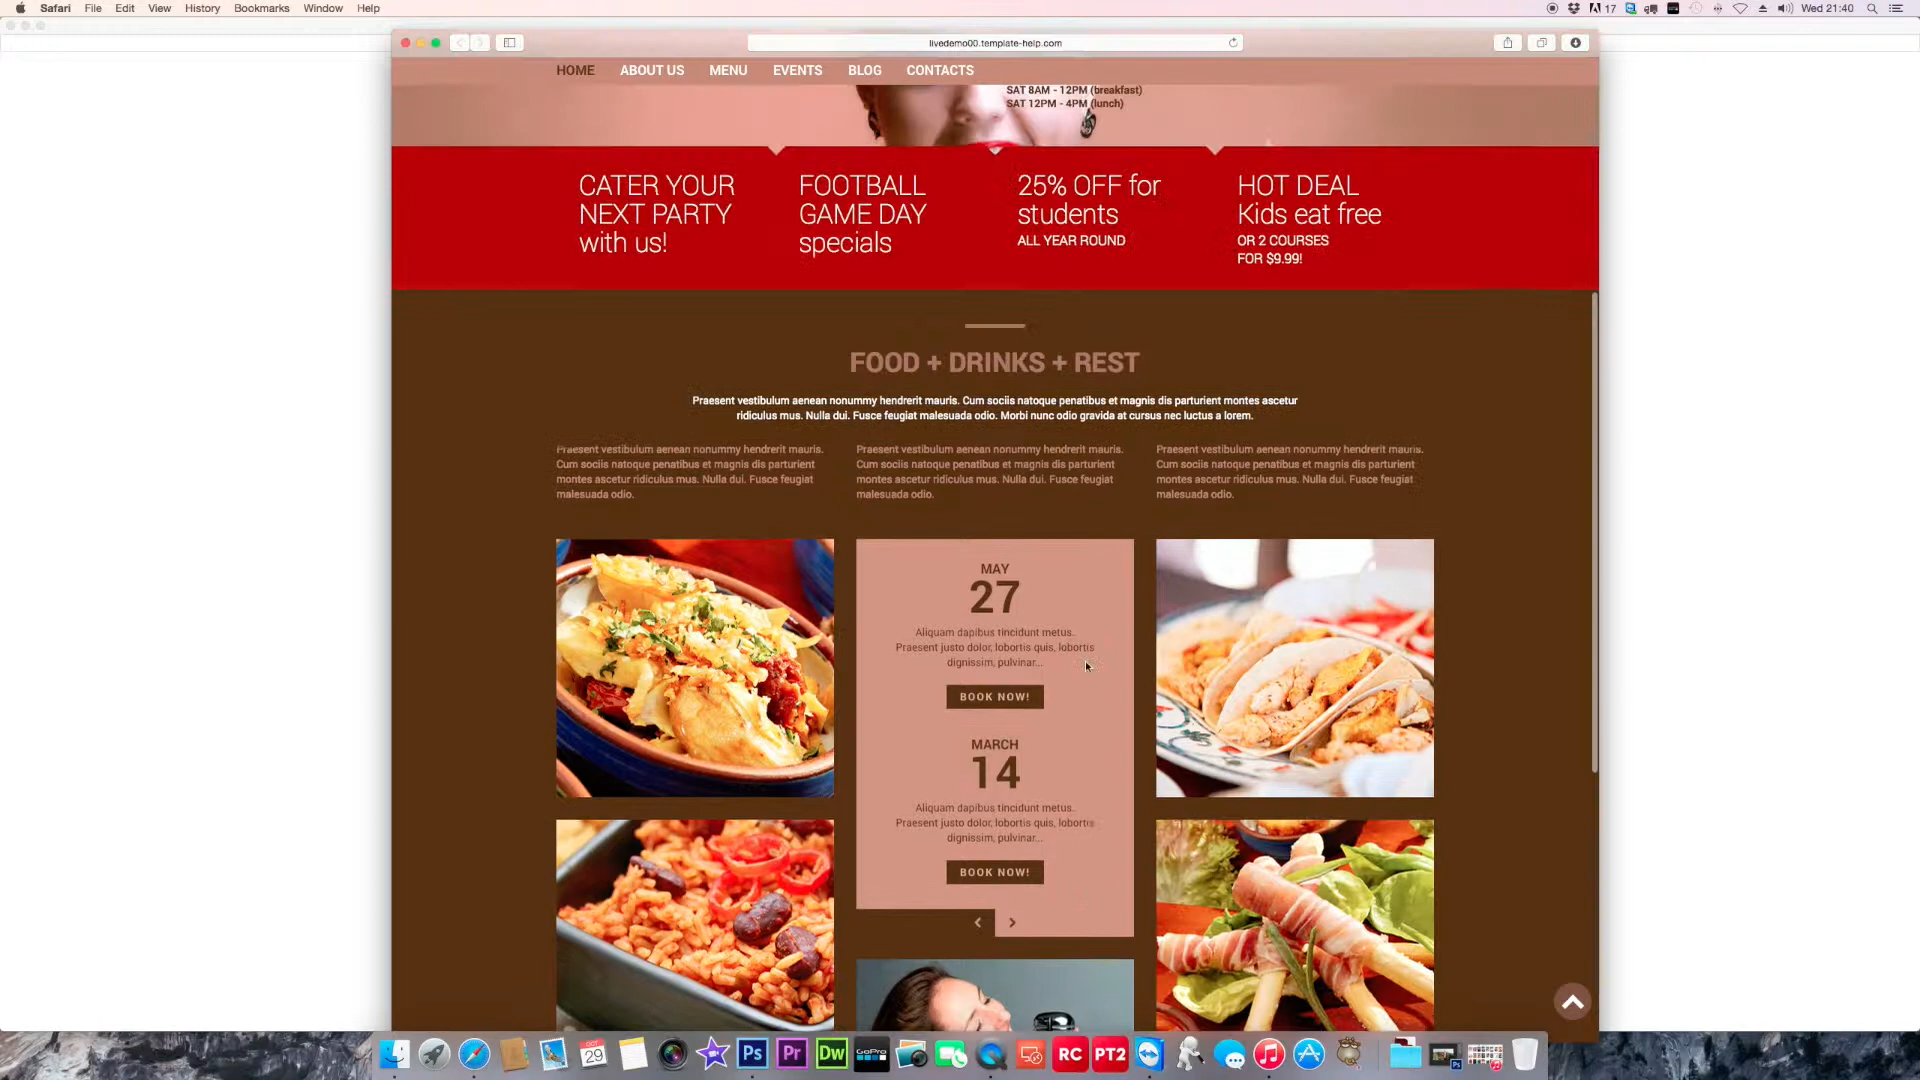 Safari File Edit View History Bookmarks Window Help
17 Wed 21:40
livedemo00.template-help.com
HOME ABOUT US MENU EVENTS BLOG CONTACTS
SAT 8AM - 12PM (breakfast)
SAT 12PM - 4PM (lunch)
CATER YOUR
NEXT PARTY
with us!
FOOTBALL
GAME DAY
specials
25% OFF for
students
ALL YEAR ROUND
HOT DEAL
Kids eat free
OR 2 COURSES
FOR $9.99!
FOOD + DRINKS + REST
Praesent vestibulum aenean nonummy hendrerit mauris. Cum sociis natoque penatibus et magnis dis parturient montes ascetur
ridiculus mus. Nulla dui. Fusce feugiat malesuada odio. Morbi nunc odio gravida at cursus nec luctus a lorem.
Praesent vestibulum aenean nonummy hendrerit mauris.
Cum sociis natoque penatibus et magnis dis parturient
montes ascetur ridiculus mus. Nulla dui. Fusce feugiat
malesuada odio.
Praesent vestibulum aenean nonummy hendrerit mauris.
Cum sociis natoque penatibus et magnis dis parturient
montes ascetur ridiculus mus. Nulla dui. Fusce feugiat
malesuada odio.
Praesent vestibulum aenean nonummy hendrerit mauris.
Cum sociis natoque penatibus et magnis dis parturient
montes ascetur ridiculus mus. Nulla dui. Fusce feugiat
malesuada odio.
MAY
27
Aliquam dapibus tincidunt metus.
Praesent justo dolor, lobortis quis, lobortis
dignissim, pulvinar...
BOOK NOW!
MARCH
14
Aliquam dapibus tincidunt metus.
Praesent justo dolor, lobortis quis, lobortis
dignissim, pulvinar...
BOOK NOW!
OCT
29
Ps Pr Dw GoPro RC PT2